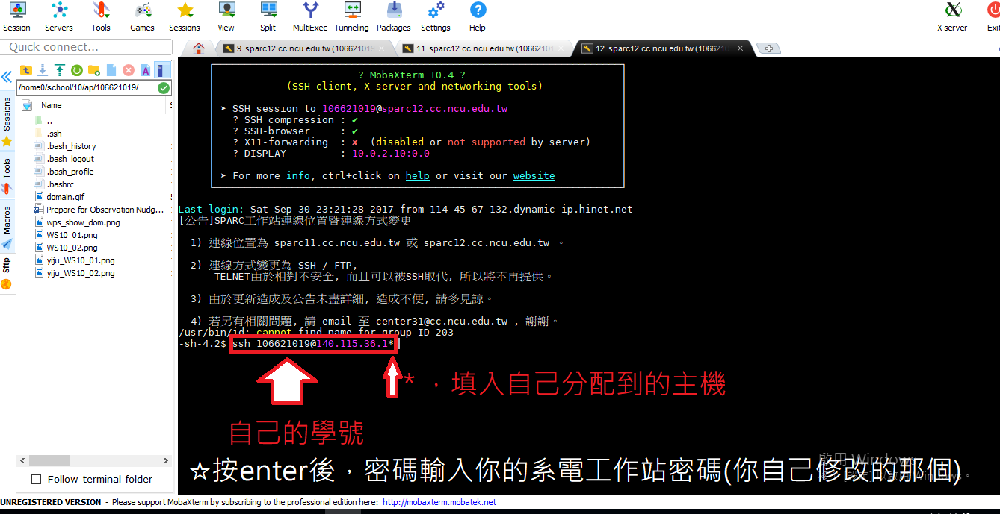 Session Servers Tools Games Sessions View Split MultiExec Tunneling Packages Settings Help X server Exit
Quick connect...
9. sparc12.cc.ncu.edu.tw (106621019
11. sparc12.cc.ncu.edu.tw (1066210
12. sparc12.cc.ncu.edu.tw (1066210
/home0/school/10/ap/106621019/
Sessions
Tools
Macros
Sftp
Name
..
.ssh
.bash_history
.bash_logout
.bash_profile
.bashrc
domain.gif
Prepare for Observation Nudg...
wps_show_dom.png
WS10_01.png
WS10_02.png
yiju_WS10_01.png
yiju_WS10_02.png
Follow terminal folder
? MobaXterm 10.4 ?
(SSH client, X-server and networking tools)
➤ SSH session to 106621019@sparc12.cc.ncu.edu.tw
? SSH compression : ✔
? SSH-browser : ✔
? X11-forwarding : ✘ (disabled or not supported by server)
? DISPLAY : 10.0.2.10:0.0
➤ For more info, ctrl+click on help or visit our website
Last login: Sat Sep 30 23:21:28 2017 from 114-45-67-132.dynamic-ip.hinet.net
[公告]SPARC工作站連線位置暨連線方式變更
1) 連線位置為 sparc11.cc.ncu.edu.tw 或 sparc12.cc.ncu.edu.tw 。
2) 連線方式變更為 SSH / FTP,
TELNET由於相對不安全, 而且可以被SSH取代, 所以將不再提供。
3) 由於更新造成及公告未盡詳細, 造成不便, 請多見諒。
4) 若另有相關問題, 請 email 至 center31@cc.ncu.edu.tw , 謝謝。
/usr/bin/id: cannot find name for group ID 203
-sh-4.2$ ssh 106621019@140.115.36.1*
* ，填入自己分配到的主機
自己的學號
☆按enter後，密碼輸入你的系電工作站密碼(你自己修改的那個)
啟用 Windows
UNREGISTERED VERSION - Please support MobaXterm by subscribing to the professional edition here: http://mobaxterm.mobatek.net